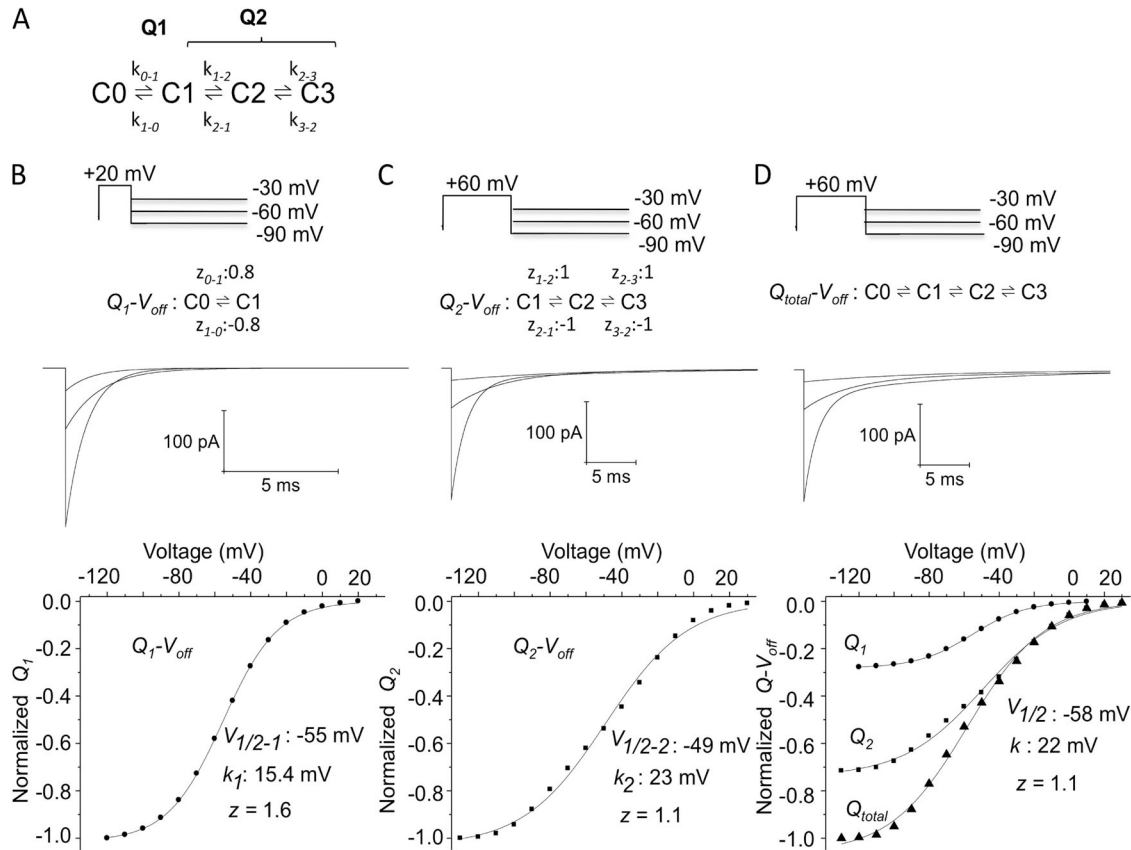 A
Q1 Q2
k0-1 k1-2 k2-3
C0 ⇌ C1 ⇌ C2 ⇌ C3
k1-0 k2-1 k3-2
B
+20 mV
-30 mV
-60 mV
-90 mV
z0-1:0.8
Q1-Voff : C0 ⇌ C1
z1-0:-0.8
100 pA
5 ms
Voltage (mV)
-120 -80 -40 0 20
0.0
-0.2
-0.4
-0.6
-0.8
-1.0
Normalized Q1
Q1-Voff
V1/2-1 : -55 mV
k1: 15.4 mV
z = 1.6
C
+60 mV
-30 mV
-60 mV
-90 mV
z1-2:1 z2-3:1
Q2-Voff : C1 ⇌ C2 ⇌ C3
z2-1:-1 z3-2:-1
100 pA
5 ms
Voltage (mV)
-120 -80 -40 0 20
0.0
-0.2
-0.4
-0.6
-0.8
-1.0
Normalized Q2
Q2-Voff
V1/2-2: -49 mV
k2: 23 mV
z = 1.1
D
+60 mV
-30 mV
-60 mV
-90 mV
Qtotal-Voff : C0 ⇌ C1 ⇌ C2 ⇌ C3
100 pA
5 ms
Voltage (mV)
-120 -80 -40 0 20
0.0
-0.2
-0.4
-0.6
-0.8
-1.0
Normalized Q-Voff
Q1
Q2
Qtotal
V1/2: -58 mV
k: 22 mV
z = 1.1